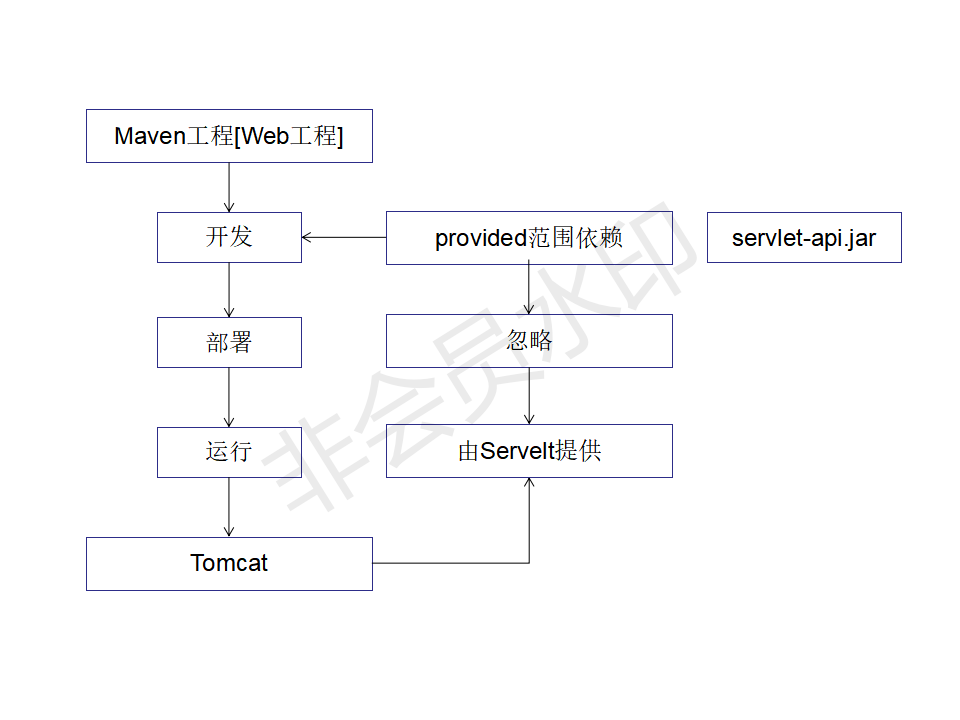 Maven工程[Web工程]
开发
provided范围依赖
servlet-api.jar
部署
忽略
运行
由Servelt提供
Tomcat
非会员水印